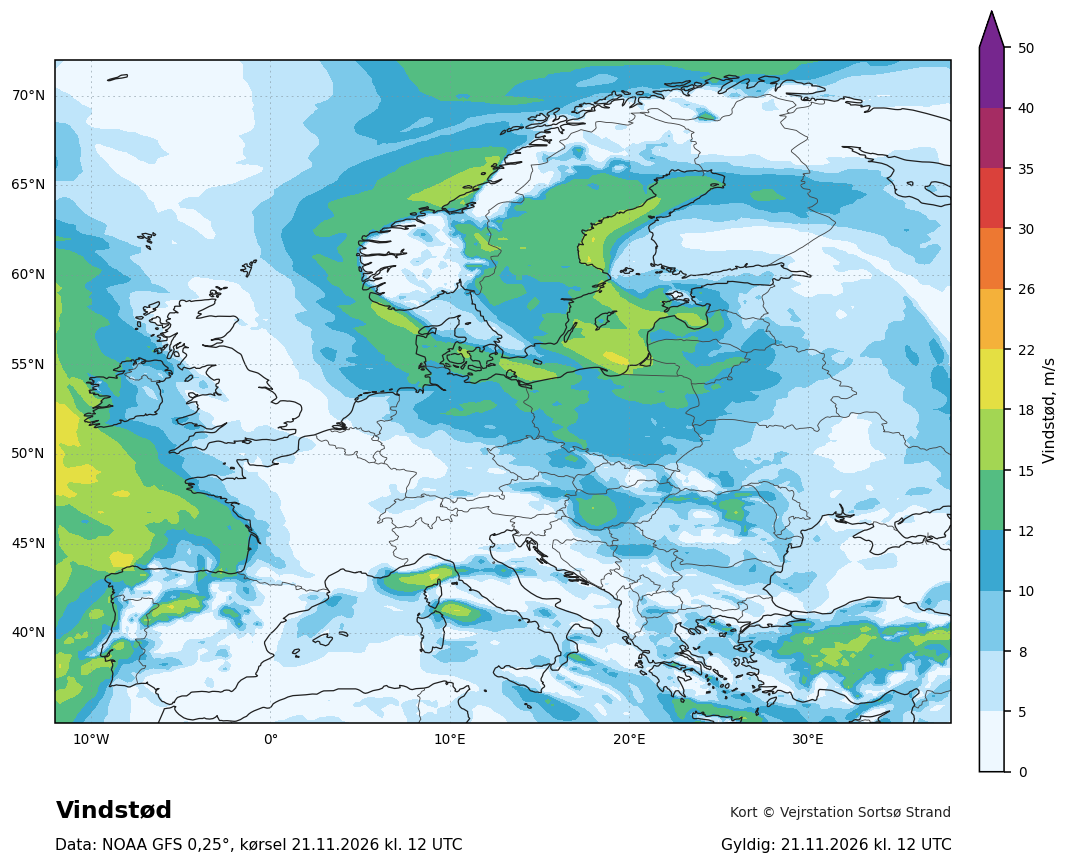 50
40
35
30
26
22
18
15
12
10
8
5
0
Vindstød, m/s
70°N
65°N
60°N
55°N
50°N
45°N
40°N
10°W
0°
10°E
20°E
30°E
Vindstød
Kort © Vejrstation Sortsø Strand
Data: NOAA GFS 0,25°, kørsel 21.11.2026 kl. 12 UTC
Gyldig: 21.11.2026 kl. 12 UTC